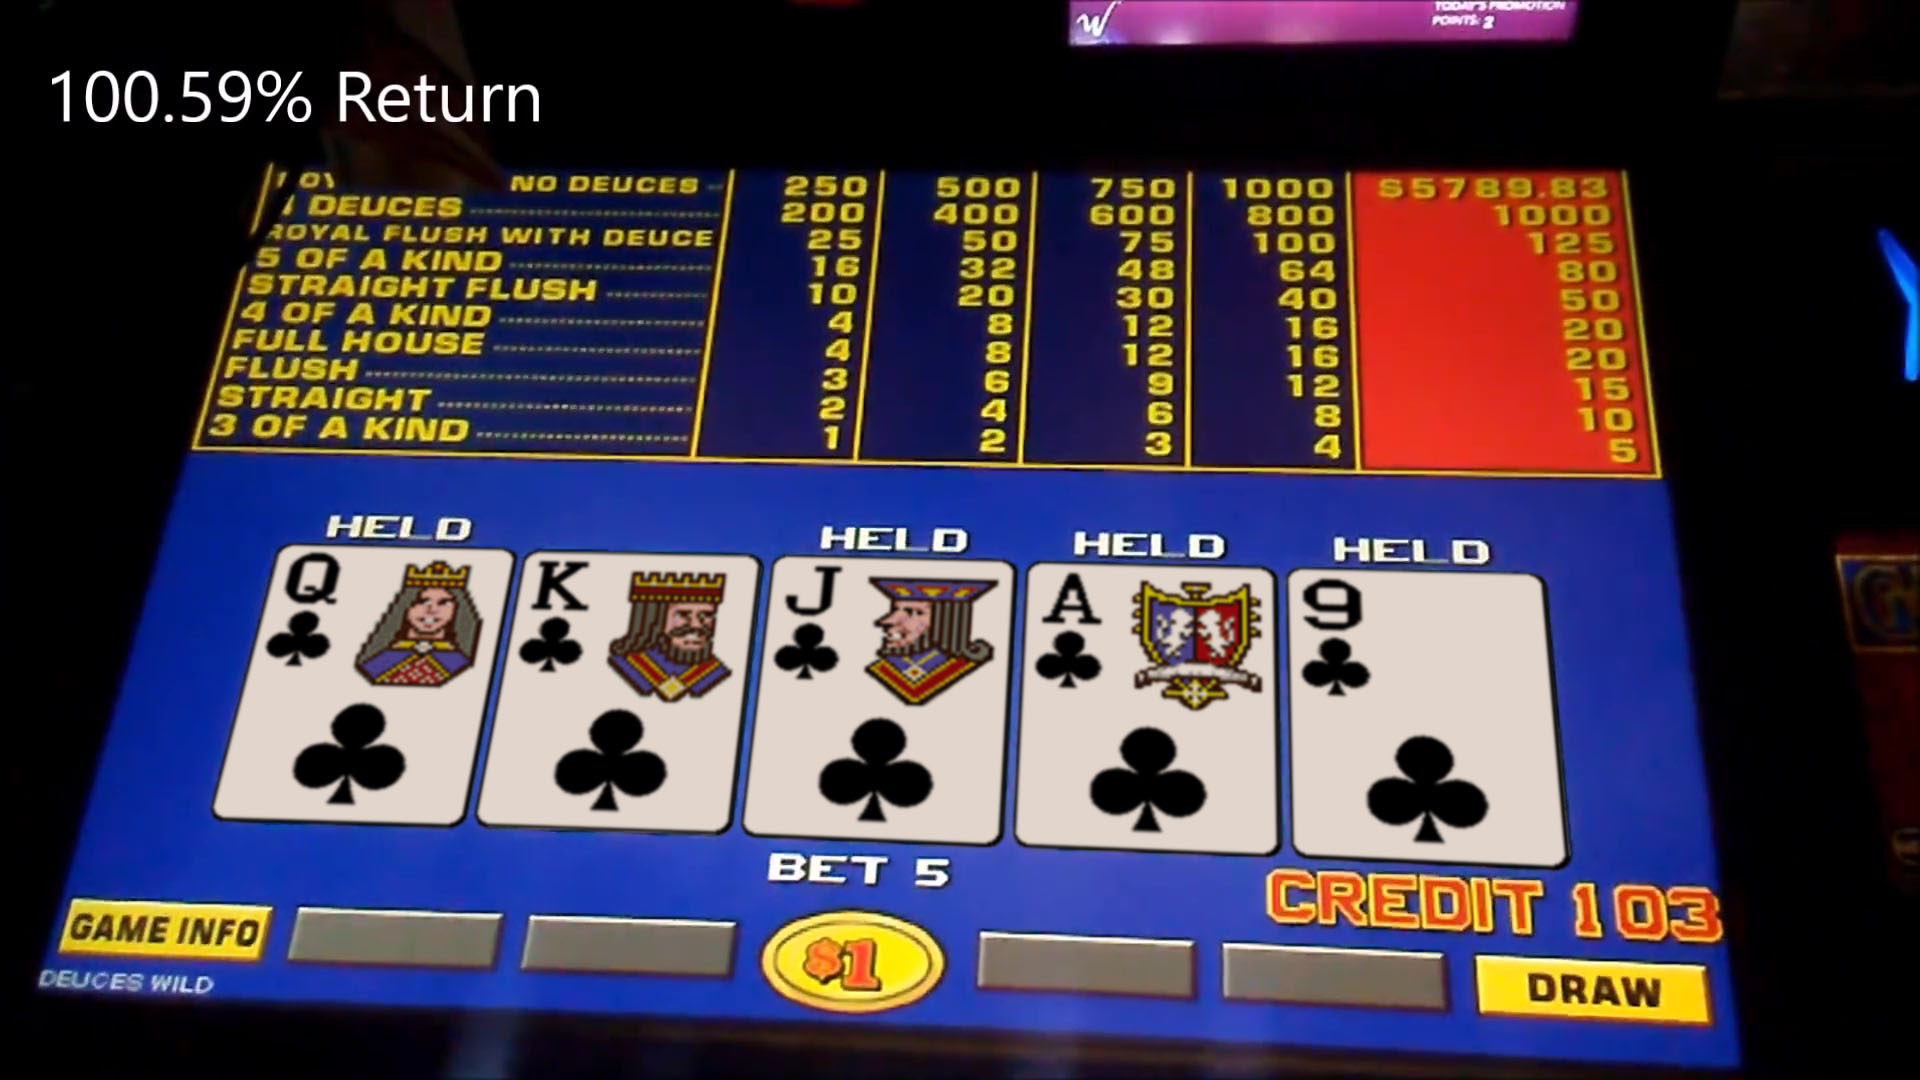 W
TODAY'S PROMOTION
POINTS: 2
100.59% Return
NO DEUCES 250 500 750 1000 $5789.83
DEUCES 200 400 600 800 1000
ROYAL FLUSH WITH DEUCE 25 50 75 100 125
5 OF A KIND 16 32 48 64 80
STRAIGHT FLUSH 10 20 30 40 50
4 OF A KIND 4 8 12 16 20
FULL HOUSE 4 8 12 16 20
FLUSH 3 6 9 12 15
STRAIGHT 2 4 6 8 10
3 OF A KIND 1 2 3 4 5
HELD HELD HELD HELD
Q K J A 9
BET 5
CREDIT 103
GAME INFO $1 DRAW
DEUCES WILD